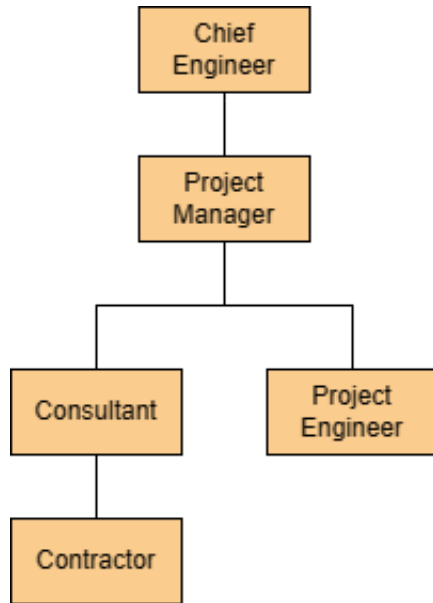 Chief
Engineer
Project
Manager
Consultant
Project
Engineer
Contractor